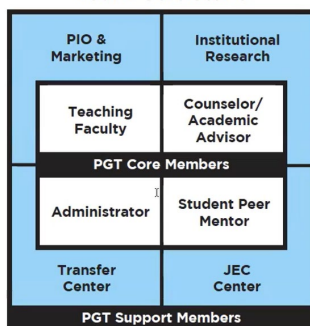 PIO &
Marketing
Institutional
Research
Teaching
Faculty
Counselor/
Academic
Advisor
PGT Core Members
Administrator
Student Peer
Mentor
Transfer
Center
JEC
Center
PGT Support Members